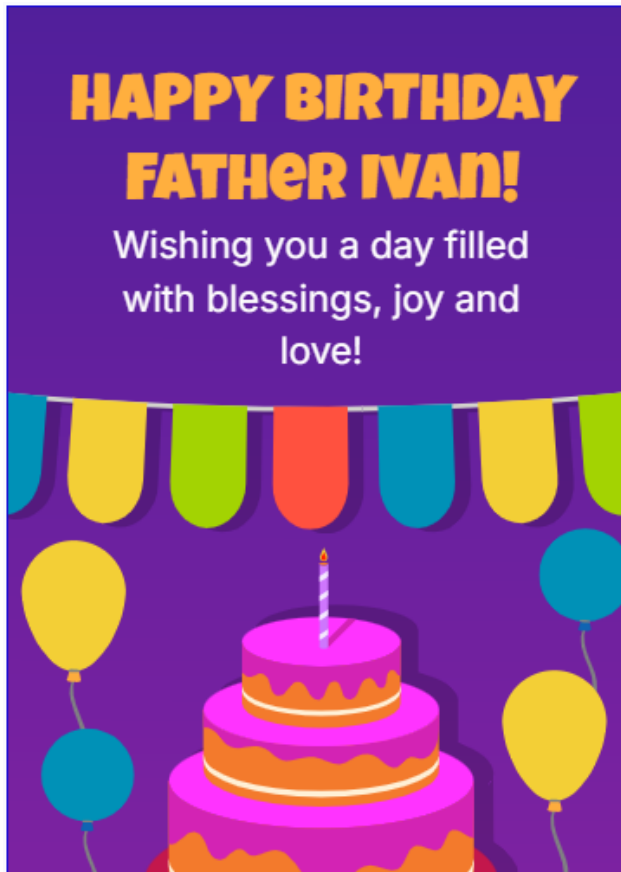 HAPPY BIRTHDAY
FATHER IVAN!
Wishing you a day filled
with blessings, joy and
love!